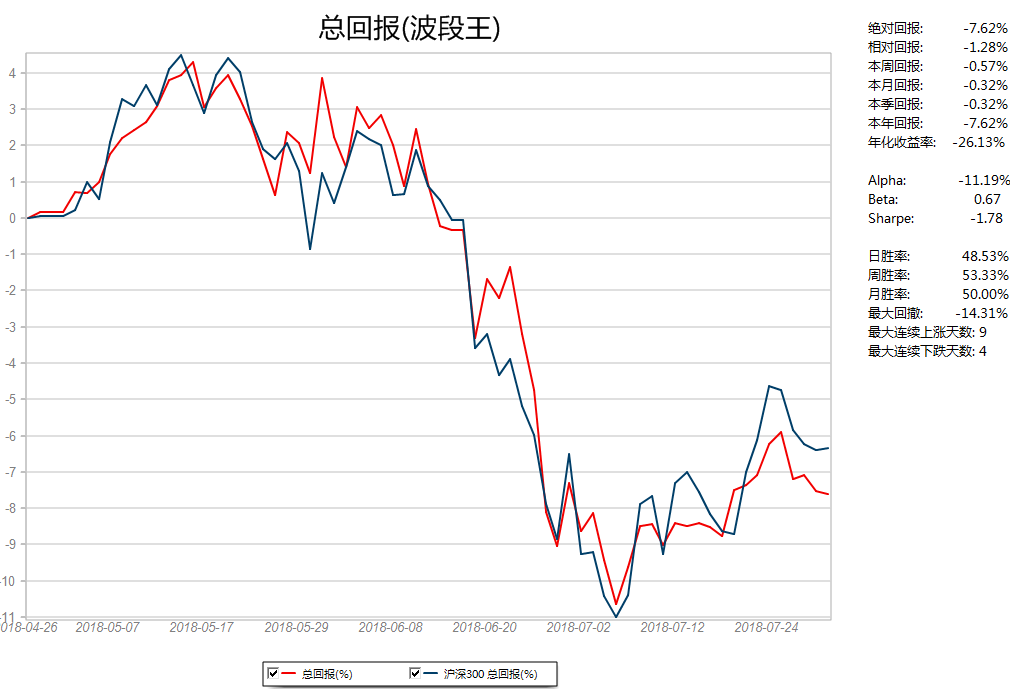 总回报(波段王)
绝对回报: -7.62%
相对回报: -1.28%
本周回报: -0.57%
本月回报: -0.32%
本季回报: -0.32%
本年回报: -7.62%
年化收益率: -26.13%
Alpha: -11.19%
Beta: 0.67
Sharpe: -1.78
日胜率: 48.53%
周胜率: 53.33%
月胜率: 50.00%
最大回撤: -14.31%
最大连续上涨天数: 9
最大连续下跌天数: 4
4
3
2
1
0
-1
-2
-3
-4
-5
-6
-7
-8
-9
-10
-11
018-04-26 2018-05-07 2018-05-17 2018-05-29 2018-06-08 2018-06-20 2018-07-02 2018-07-12 2018-07-24
总回报(%) 沪深300 总回报(%)